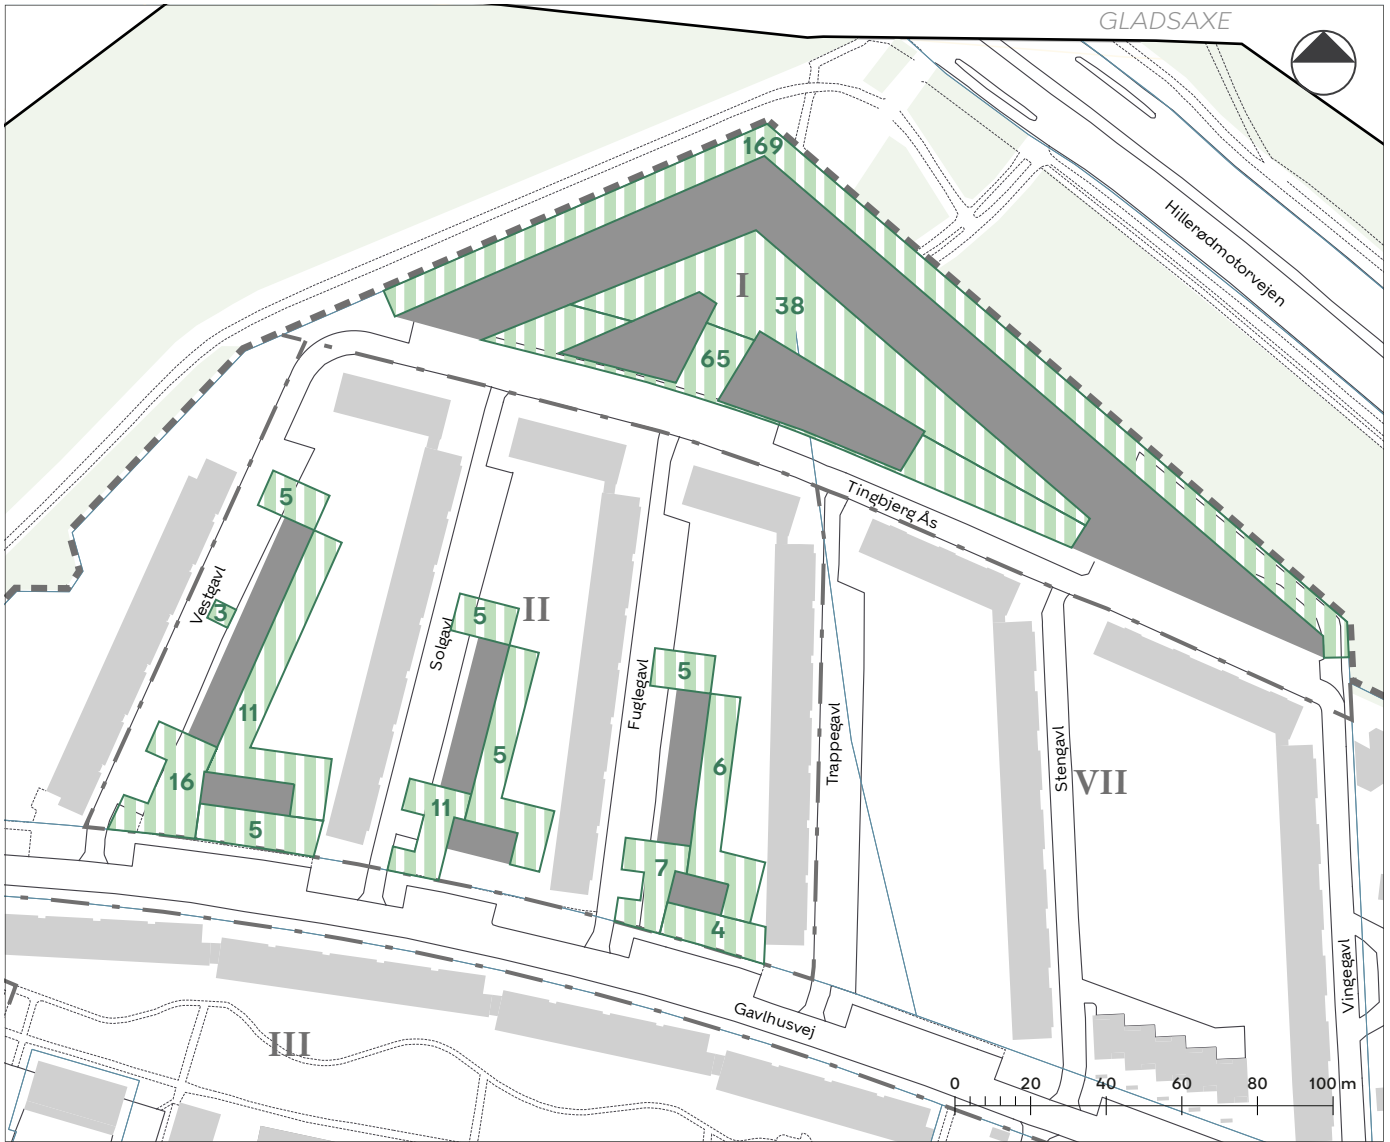 GLADSAXE
169
Hillerødmotorvejen
I
38
65
Tingbjerg Ås
5
Vestgavl
3
11
16
5
Solgavl
II
5
5
11
Fuglegavl
5
6
7
4
Trappegavl
Stengavl
VII
Vingegavl
Gavlhusvej
III
0 20 40 60 80 100 m